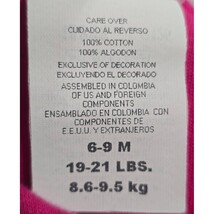 CARE OVER
CUIDADO AL REVERSO
100% COTTON
100% ALGODON
EXCLUSIVE OF DECORATION
EXCLUYENDO EL DECORADO
ASSEMBLED IN COLOMBIA
OF US AND FOREIGN
COMPONENTS
ENSAMBLADO EN COLOMBIA CON
COMPONENTES DE
E.E.U.U. Y EXTRANJEROS
6-9 M
19-21 LBS.
8.6-9.5 kg